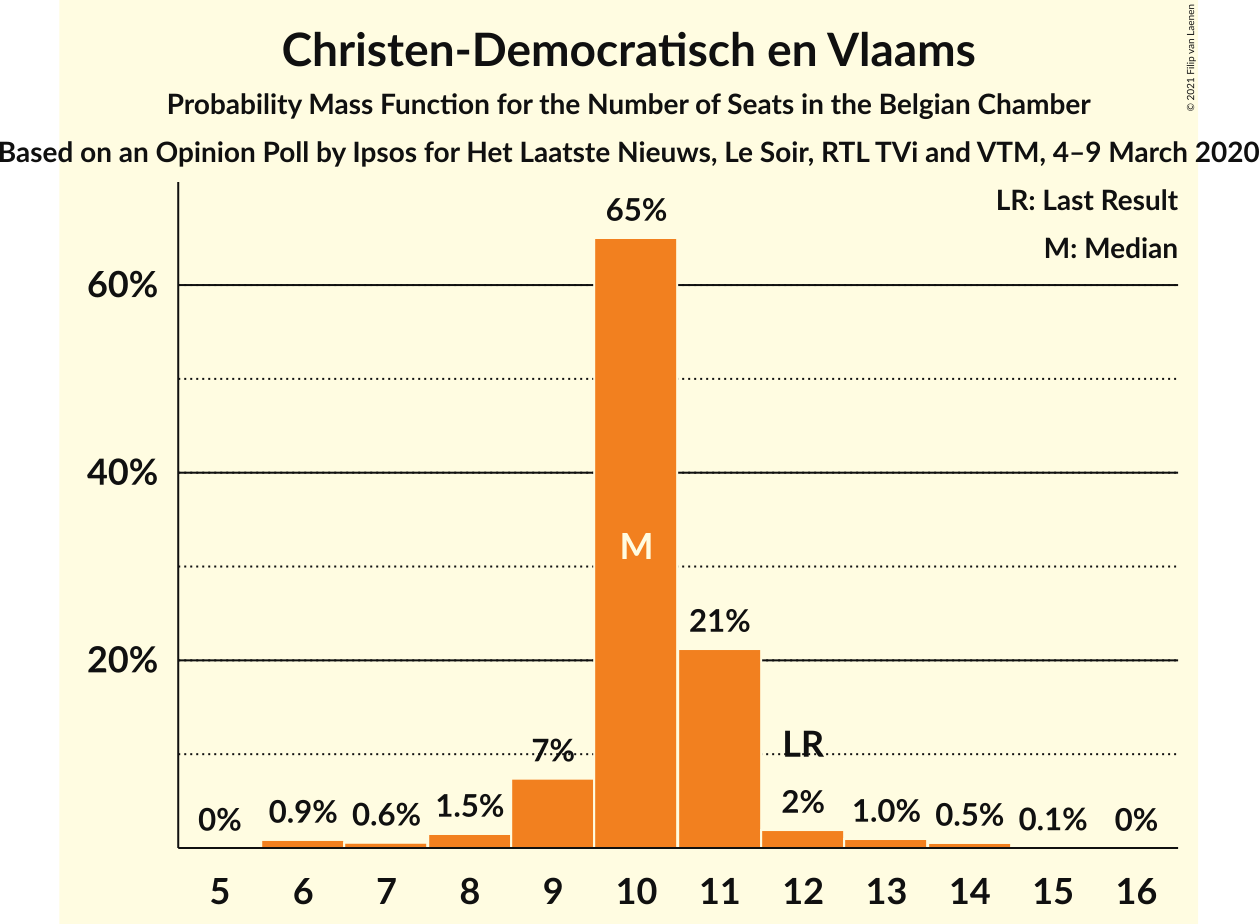 Christen-Democratisch en Vlaams
Probability Mass Function for the Number of Seats in the Belgian Chamber
Based on an Opinion Poll by Ipsos for Het Laatste Nieuws, Le Soir, RTL TVi and VTM, 4–9 March 2020
© 2021 Filip van Laenen
LR: Last Result
M: Median
65%
60%
40%
M
21%
20%
7%
LR
0%
0.9%
0.6%
1.5%
2%
1.0%
0.5%
0.1%
0%
5 6 7 8 9 10 11 12 13 14 15 16